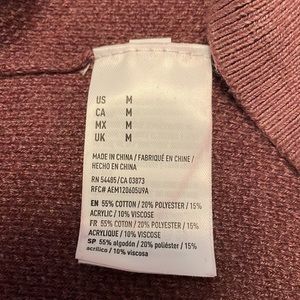 US M
CA M
MX M
UK M
MADE IN CHINA / FABRIQUÉ EN CHINE /
HECHO EN CHINA
RN 54485/CA 03873
RFC# AEM120605U9A
EN 55% COTTON / 20% POLYESTER / 15%
ACRYLIC / 10% VISCOSE
FR 55% COTON / 20% POLYESTER / 15%
ACRYLIQUE / 10% VISCOSE
SP 55% algodón / 20% poliéster / 15%
acrílico / 10% viscosa